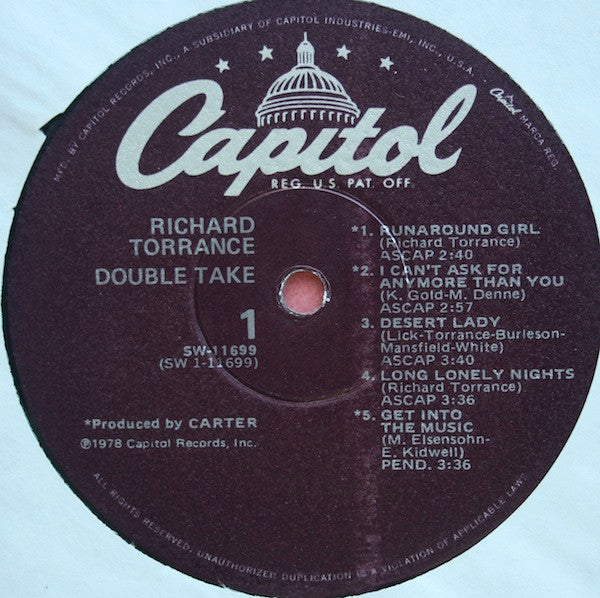 MFD. BY CAPITOL RECORDS, INC., A SUBSIDIARY OF CAPITOL INDUSTRIES-EMI, INC., U.S.A.
Capitol
REG. U.S. PAT. OFF.
Capitol MARCA REG.
RICHARD
TORRANCE
DOUBLE TAKE
1
SW-11699
(SW 1-11699)
*Produced by CARTER
℗1978 Capitol Records, Inc.
*1. RUNAROUND GIRL
(Richard Torrance)
ASCAP 2:40
*2. I CAN'T ASK FOR
ANYMORE THAN YOU
(K. Gold-M. Denne)
ASCAP 2:57
3. DESERT LADY
(Lick-Torrance-Burleson-
Mansfield-White)
ASCAP 3:40
4. LONG LONELY NIGHTS
(Richard Torrance)
ASCAP 3:36
*5. GET INTO
THE MUSIC
(M. Elsensohn-
E. Kidwell)
PEND. 3:36
ALL RIGHTS RESERVED. UNAUTHORIZED DUPLICATION IS A VIOLATION OF APPLICABLE LAWS